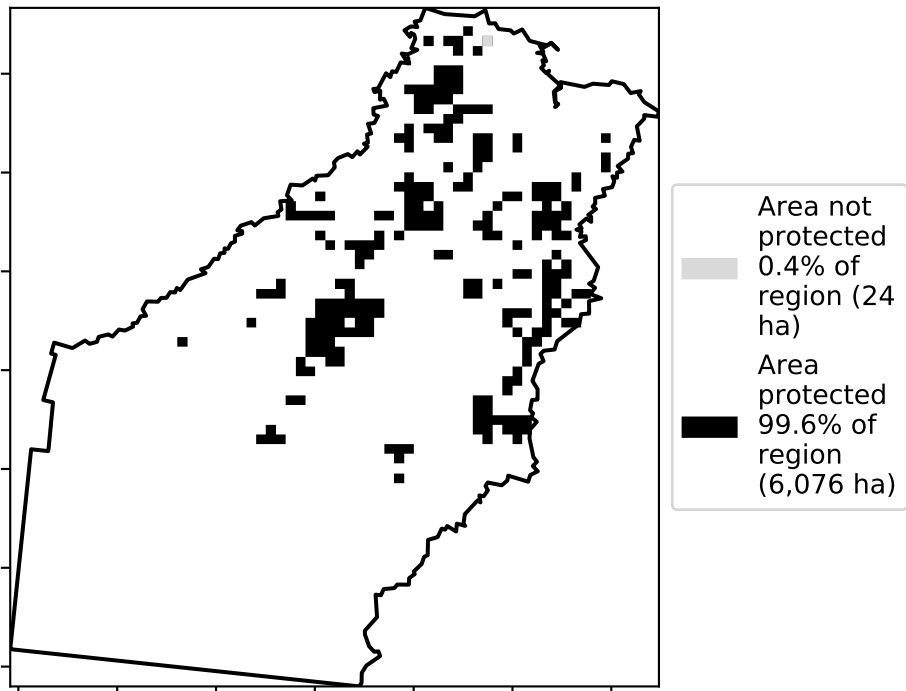 Area not
protected
0.4% of
region (24
ha)
Area
protected
99.6% of
region
(6,076 ha)